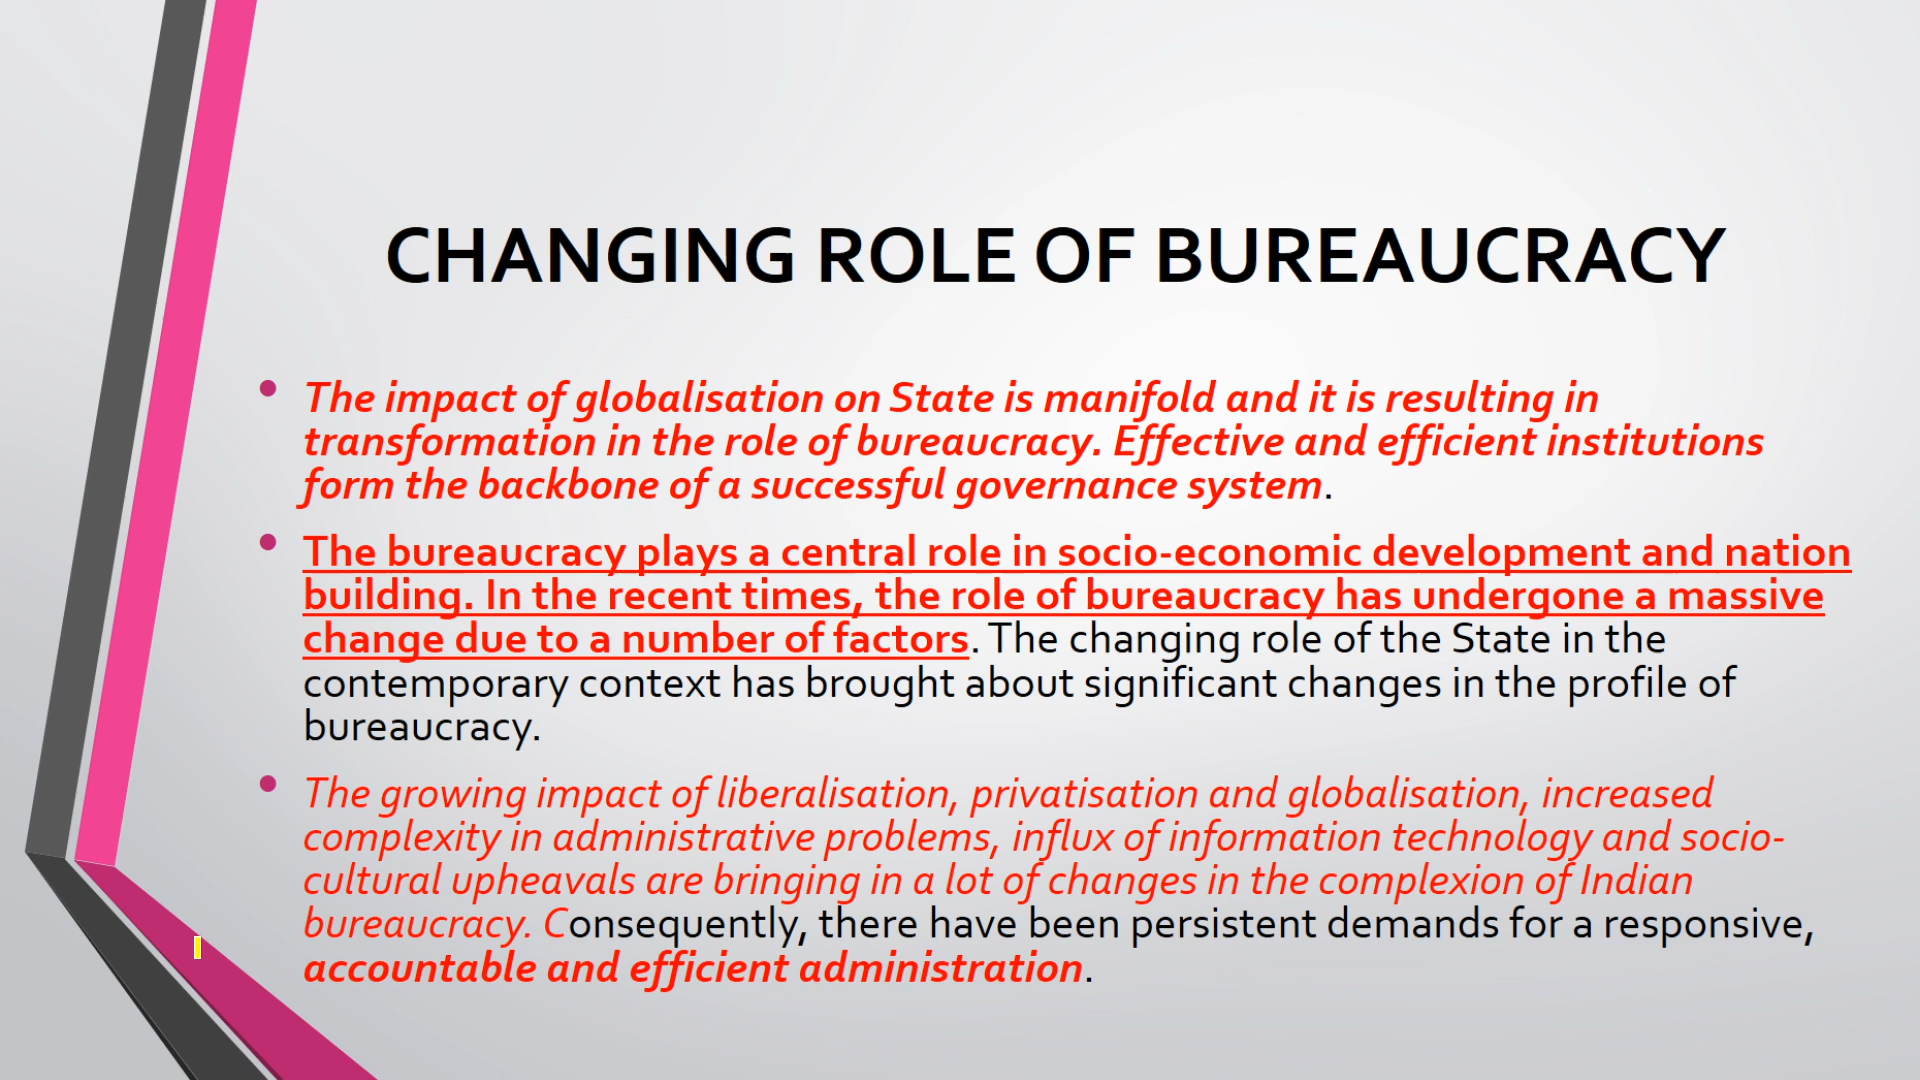 CHANGING ROLE OF BUREAUCRACY
• The impact of globalisation on State is manifold and it is resulting in
transformation in the role of bureaucracy. Effective and efficient institutions
form the backbone of a successful governance system.
• The bureaucracy plays a central role in socio-economic development and nation
building. In the recent times, the role of bureaucracy has undergone a massive
change due to a number of factors. The changing role of the State in the
contemporary context has brought about significant changes in the profile of
bureaucracy.
• The growing impact of liberalisation, privatisation and globalisation, increased
complexity in administrative problems, influx of information technology and socio-
cultural upheavals are bringing in a lot of changes in the complexion of Indian
bureaucracy. Consequently, there have been persistent demands for a responsive,
accountable and efficient administration.